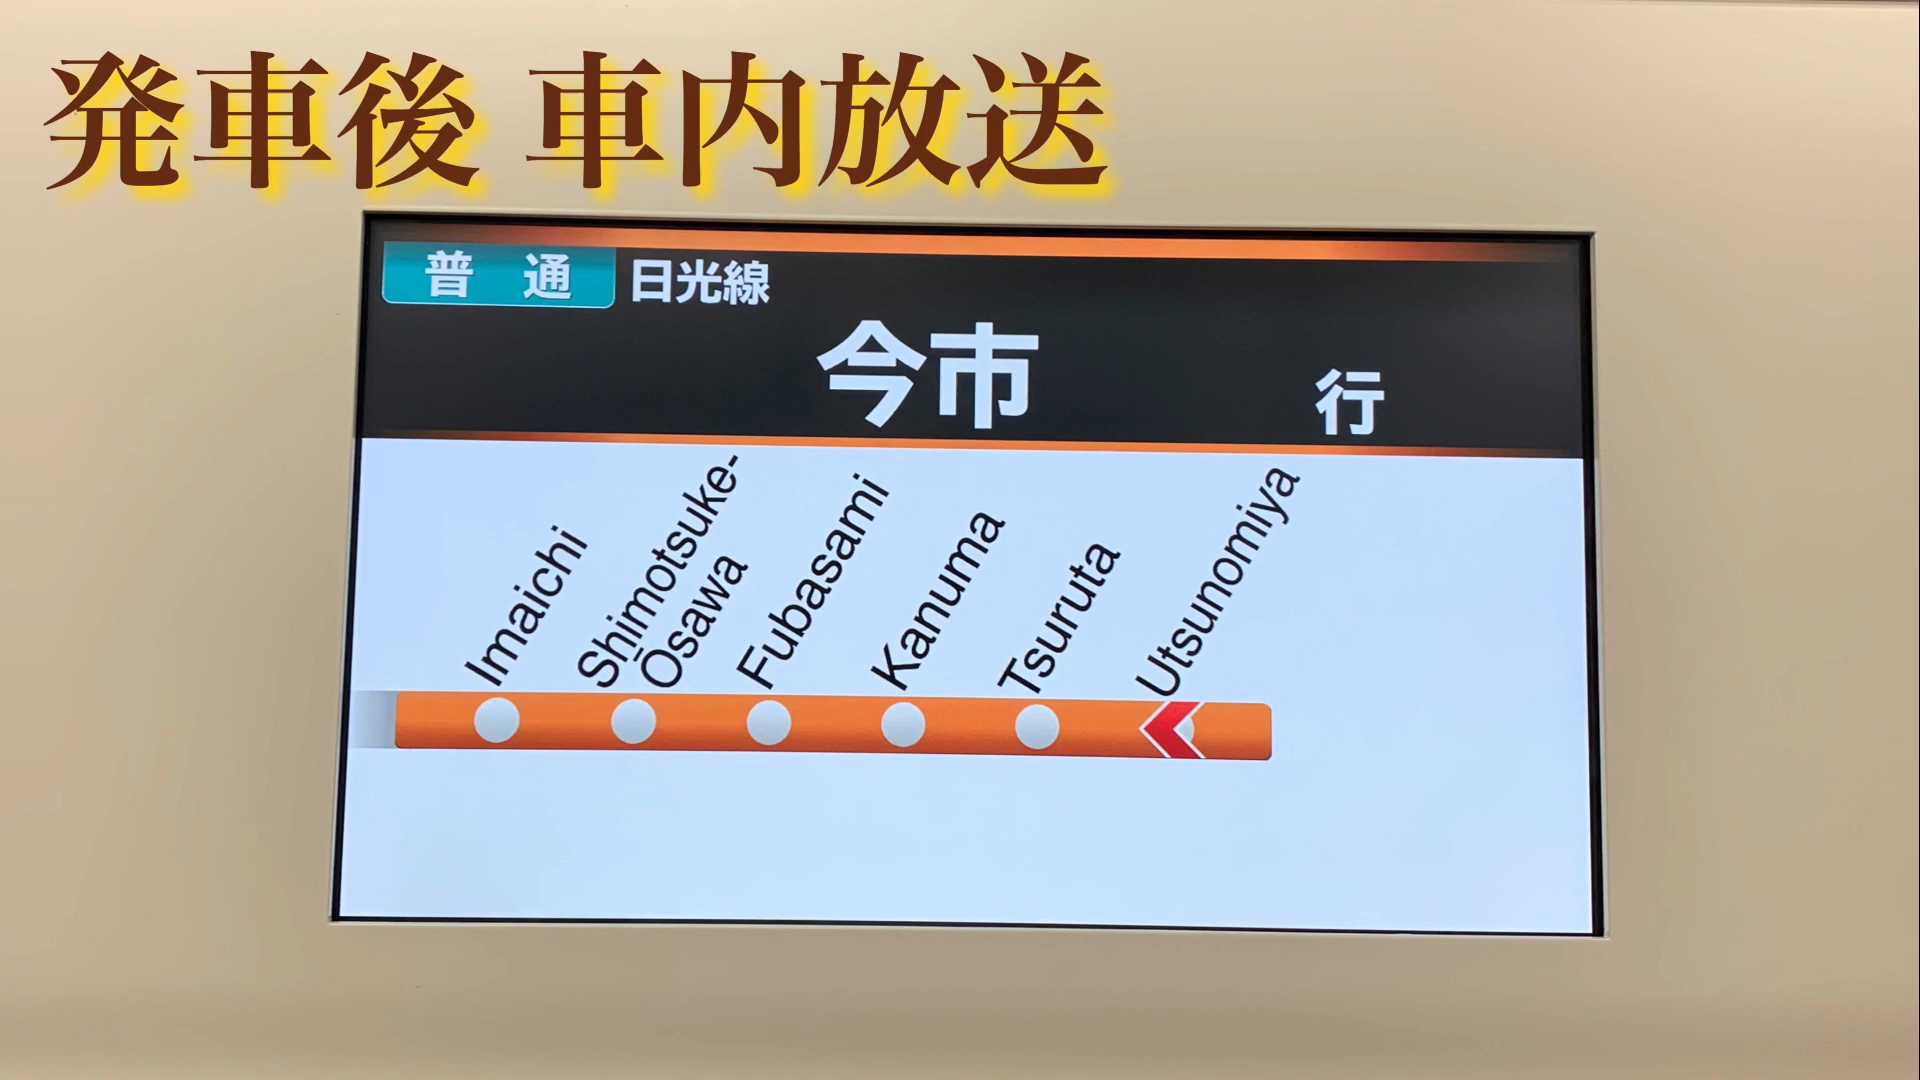 発車後 車内放送
普通 日光線
今市 行
Imaichi
Shimotsuke-
Ōsawa
Fubasami
Kanuma
Tsuruta
Utsunomiya